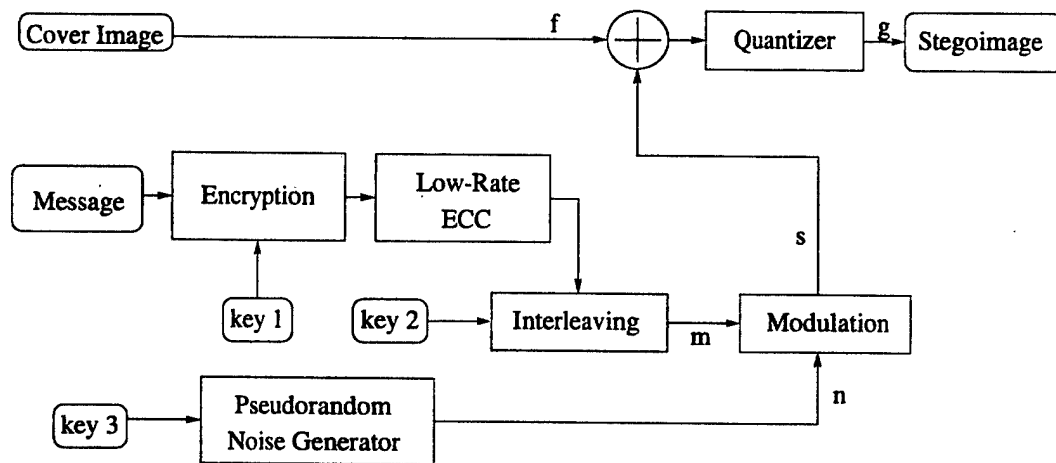 Cover Image
f
Quantizer
g
Stegoimage
Message
Encryption
Low-Rate
ECC
s
key 1
key 2
Interleaving
m
Modulation
n
key 3
Pseudorandom
Noise Generator